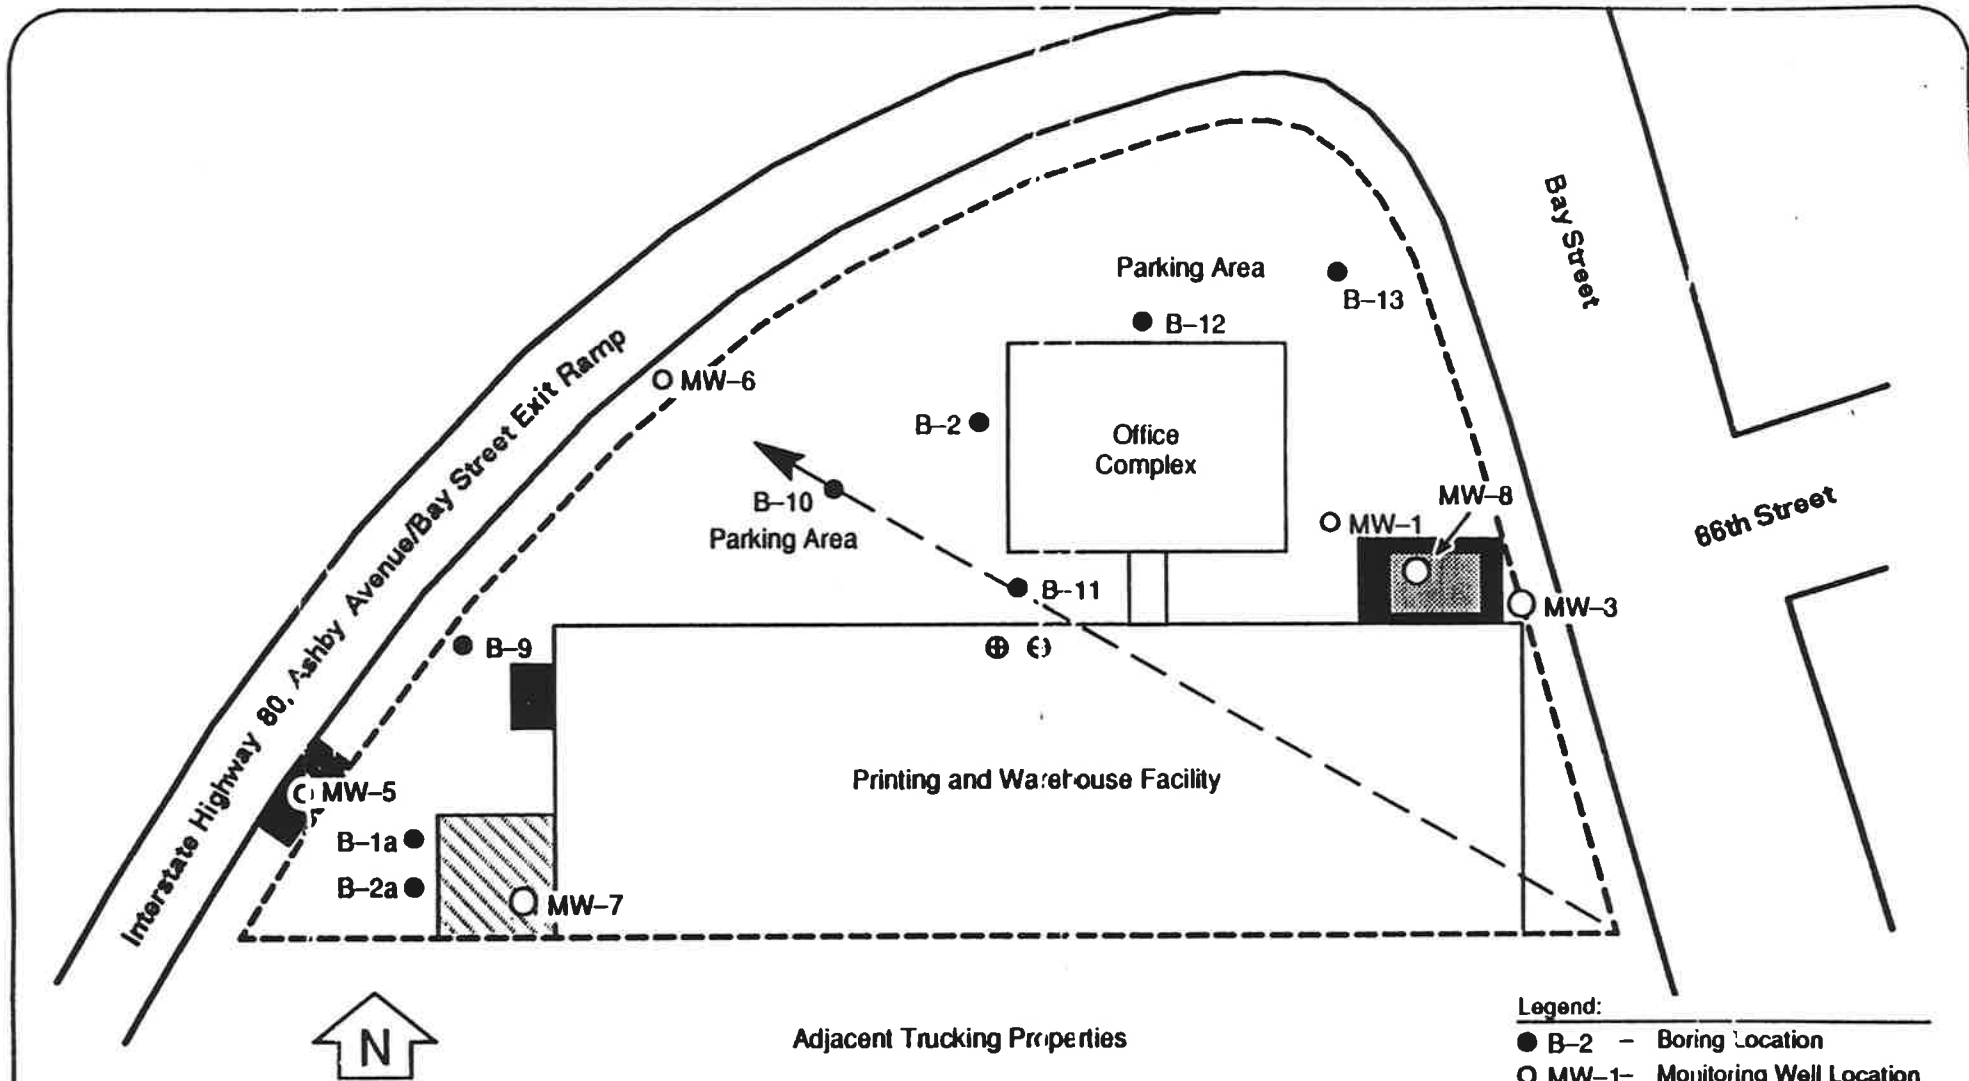 Bay Street
Parking Area
B-13
B-12
Interstate Highway 80, Ashby Avenue/Bay Street Exit Ramp
MW-6
B-2
Office
Complex
MW-8
B-10
MW-1
66th Street
Parking Area
B-11
MW-3
B-9
Printing and Warehouse Facility
MW-5
B-1a
B-2a
MW-7
N
Adjacent Trucking Properties
Legend:
B-2 - Boring Location
MW-1- Monitoring Well Location